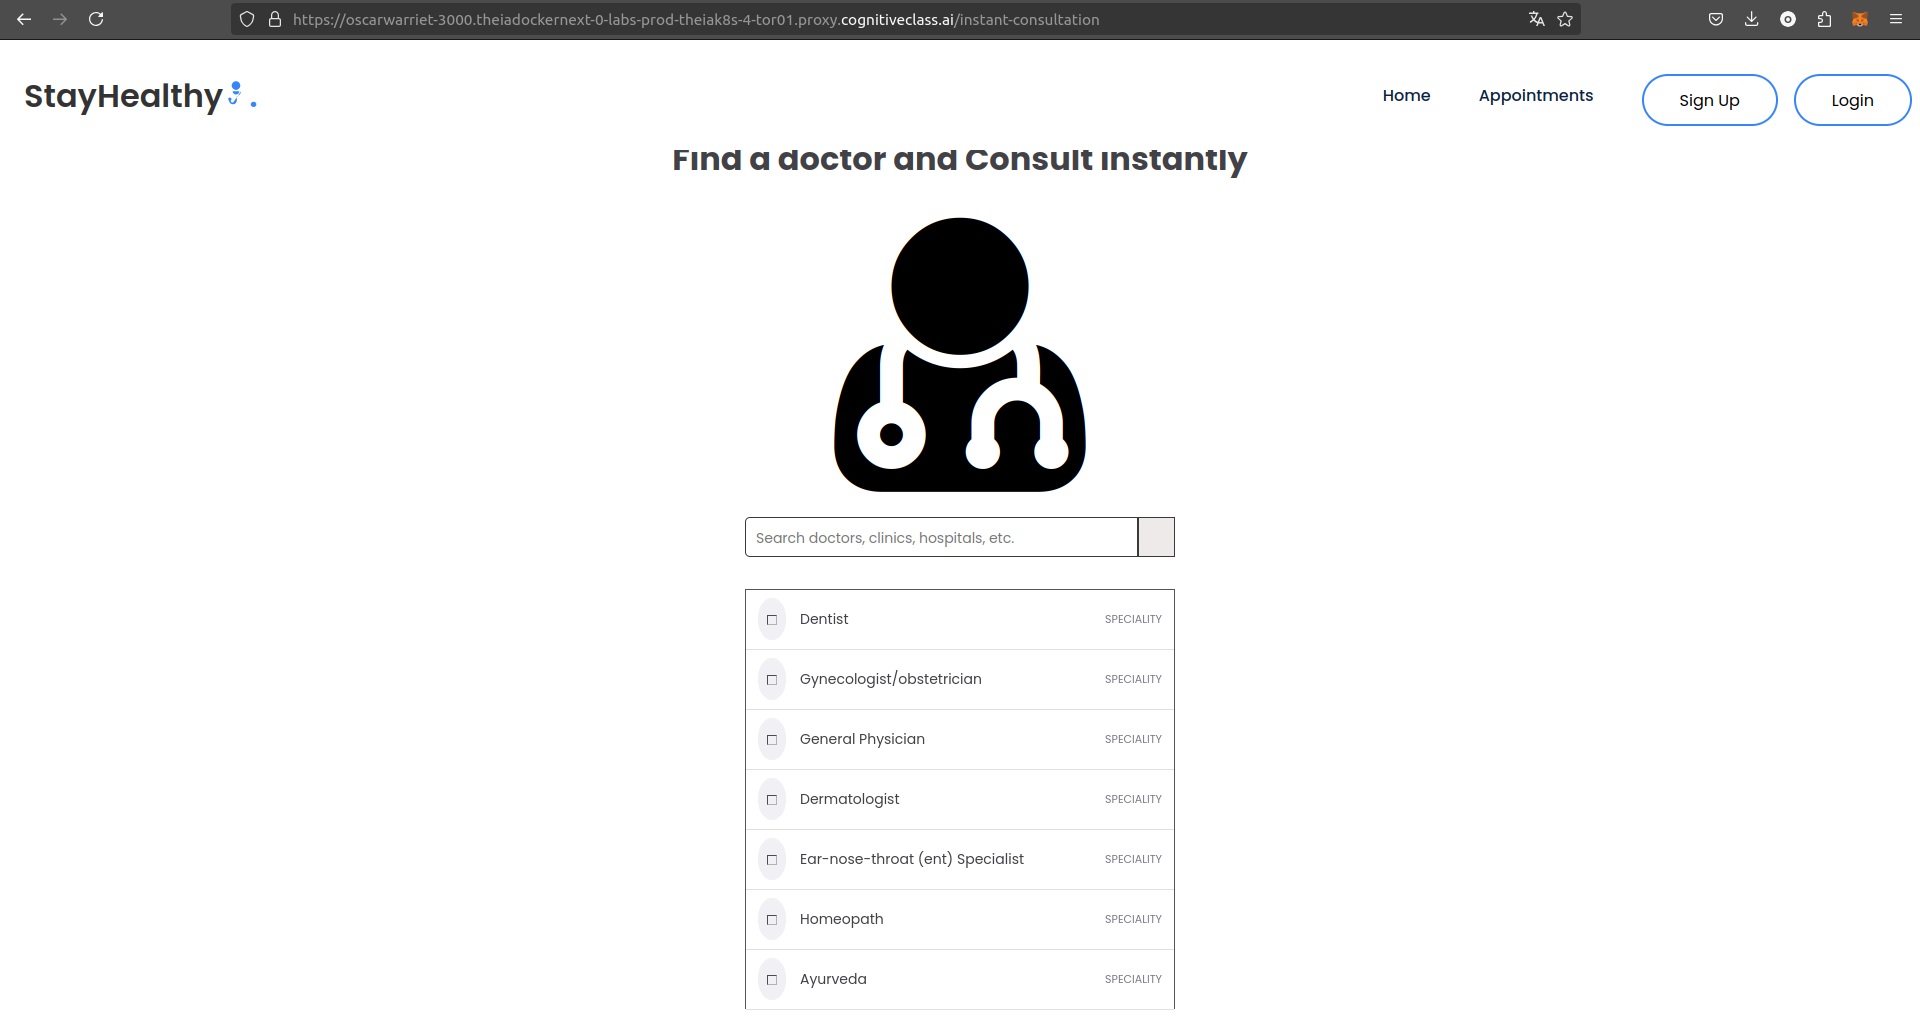 https://oscarwarriet-3000.theiadockernext-0-labs-prod-theiak8s-4-tor01.proxy.cognitiveclass.ai/instant-consultation
StayHealthy .
Home
Appointments
Sign Up
Login
Find a doctor and Consult instantly
Search doctors, clinics, hospitals, etc.
Dentist SPECIALITY
Gynecologist/obstetrician SPECIALITY
General Physician SPECIALITY
Dermatologist SPECIALITY
Ear-nose-throat (ent) Specialist SPECIALITY
Homeopath SPECIALITY
Ayurveda SPECIALITY